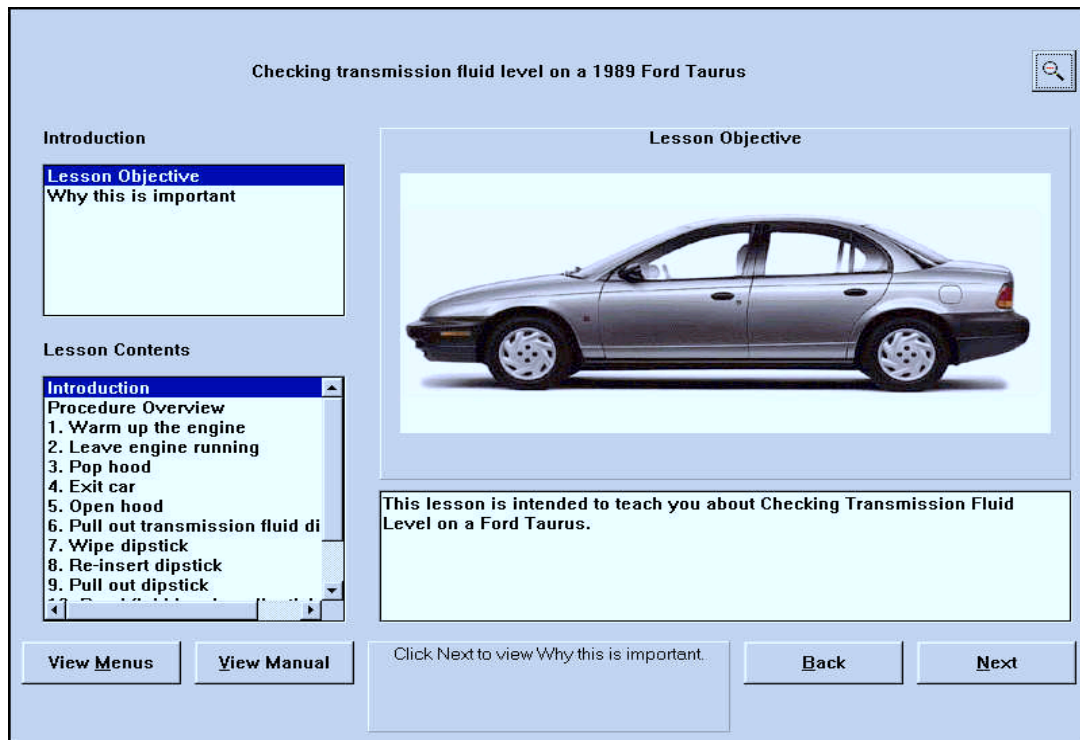 Checking transmission fluid level on a 1989 Ford Taurus
Introduction
Lesson Objective
Why this is important
Lesson Contents
Introduction
Procedure Overview
1. Warm up the engine
2. Leave engine running
3. Pop hood
4. Exit car
5. Open hood
6. Pull out transmission fluid di
7. Wipe dipstick
8. Re-insert dipstick
9. Pull out dipstick
Lesson Objective
This lesson is intended to teach you about Checking Transmission Fluid
Level on a Ford Taurus.
View Menus
View Manual
Click Next to view Why this is important.
Back
Next